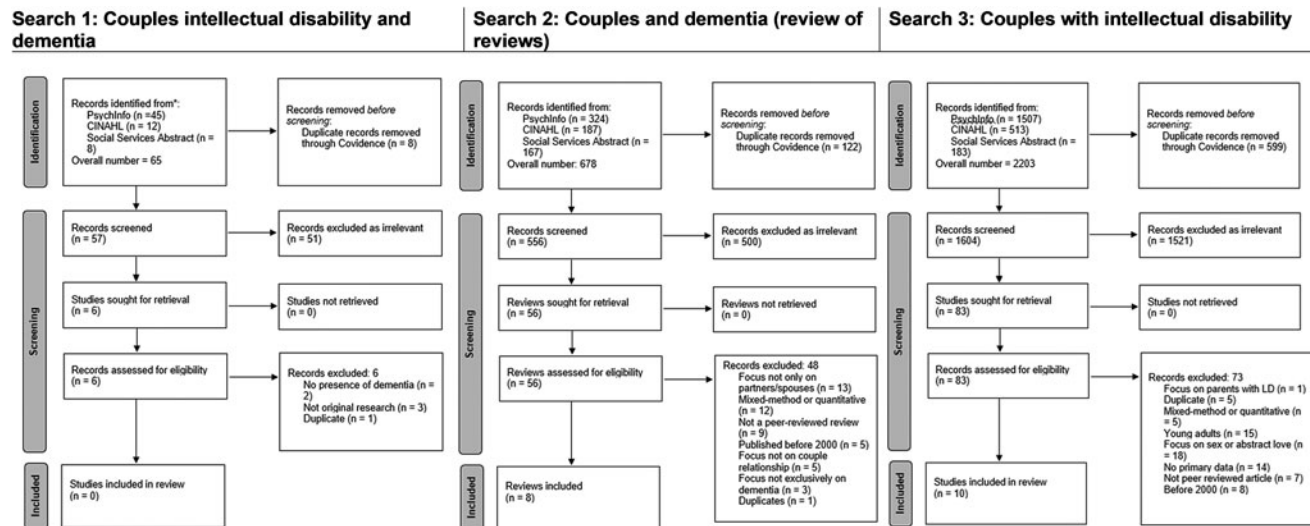 Search 1: Couples intellectual disability and
dementia
Identification
Records identified from*:
PsychInfo (n =45)
CINAHL (n = 12)
Social Services Abstract (n =
8)
Overall number = 65
Records removed before
screening:
Duplicate records removed
through Covidence (n = 8)
Screening
Records screened
(n = 57)
Records excluded as irrelevant
(n = 51)
Studies sought for retrieval
(n = 6)
Studies not retrieved
(n = 0)
Records assessed for eligibility
(n = 6)
Records excluded: 6
No presence of dementia (n =
2)
Not original research (n = 3)
Duplicate (n = 1)
Included
Studies included in review
(n = 0)
Search 2: Couples and dementia (review of
reviews)
Identification
Records identified from:
PsychInfo (n = 324)
CINAHL (n = 187)
Social Services Abstract (n =
167)
Overall number: 678
Records removed before
screening:
Duplicate records removed
through Covidence (n = 122)
Screening
Records screened
(n = 556)
Records excluded as irrelevant
(n = 500)
Reviews sought for retrieval
(n = 56)
Reviews not retrieved
(n = 0)
Reviews assessed for eligibility
(n = 56)
Records excluded: 48
Focus not only on
partners/spouses (n = 13)
Mixed-method or quantitative
(n = 12)
Not a peer-reviewed review
(n = 9)
Published before 2000 (n = 5)
Focus not on couple
relationship (n = 5)
Focus not exclusively on
dementia (n = 3)
Duplicates (n = 1)
Included
Reviews included
(n = 8)
Search 3: Couples with intellectual disability
Identification
Records identified from:
PsychInfo (n = 1507)
CINAHL (n = 513)
Social Services Abstract (n =
183)
Overall number: 2203
Records removed before
screening:
Duplicate records removed
through Covidence (n = 599)
Screening
Records screened
(n = 1604)
Records excluded as irrelevant
(n = 1521)
Studies sought for retrieval
(n = 83)
Studies not retrieved
(n = 0)
Records assessed for eligibility
(n = 83)
Records excluded: 73
Focus on parents with LD (n = 1)
Duplicate (n = 5)
Mixed-method or quantitative (n
= 5)
Young adults (n = 15)
Focus on sex or abstract love (n
= 18)
No primary data (n = 14)
Not peer reviewed article (n = 7)
Before 2000 (n = 8)
Included
Studies included in review
(n = 10)